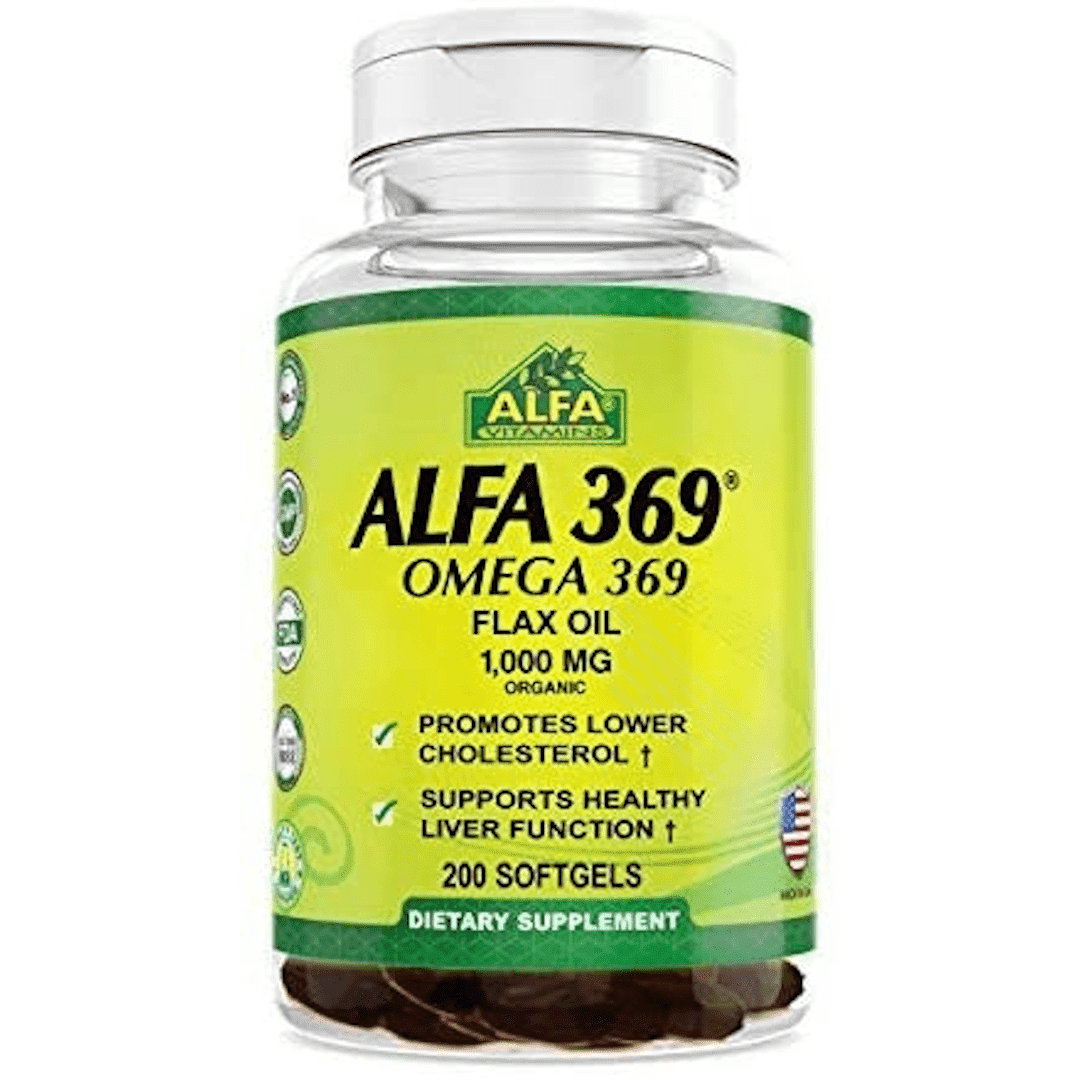 ALFA®
VITAMINS
ALFA 369®
OMEGA 369
FLAX OIL
1,000 MG
ORGANIC
PROMOTES LOWER
CHOLESTEROL †
SUPPORTS HEALTHY
LIVER FUNCTION †
200 SOFTGELS
DIETARY SUPPLEMENT